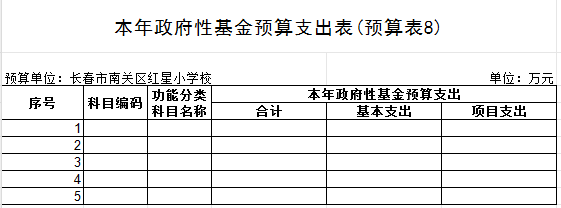 本年政府性基金预算支出表(预算表8)
预算单位：长春市南关区红星小学校 单位：万元
序号 科目编码 功能分类科目名称 本年政府性基金预算支出
合计 基本支出 项目支出
1
2
3
4
5